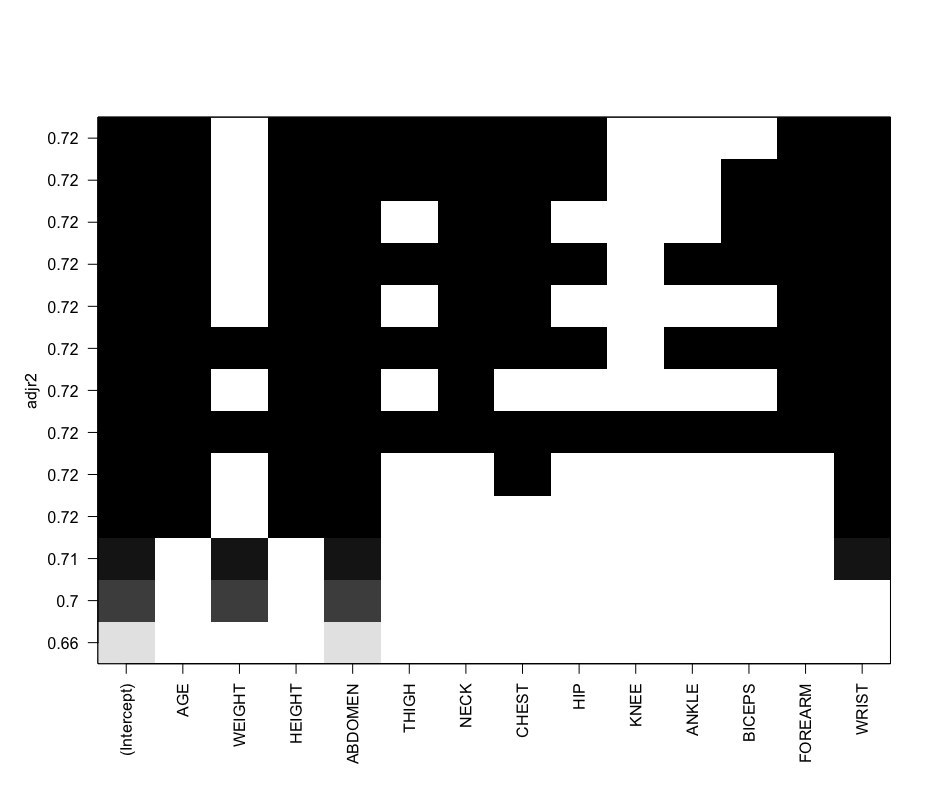 adjr2
0.72
0.72
0.72
0.72
0.72
0.72
0.72
0.72
0.72
0.72
0.71
0.7
0.66
(Intercept)
AGE
WEIGHT
HEIGHT
ABDOMEN
THIGH
NECK
CHEST
HIP
KNEE
ANKLE
BICEPS
FOREARM
WRIST